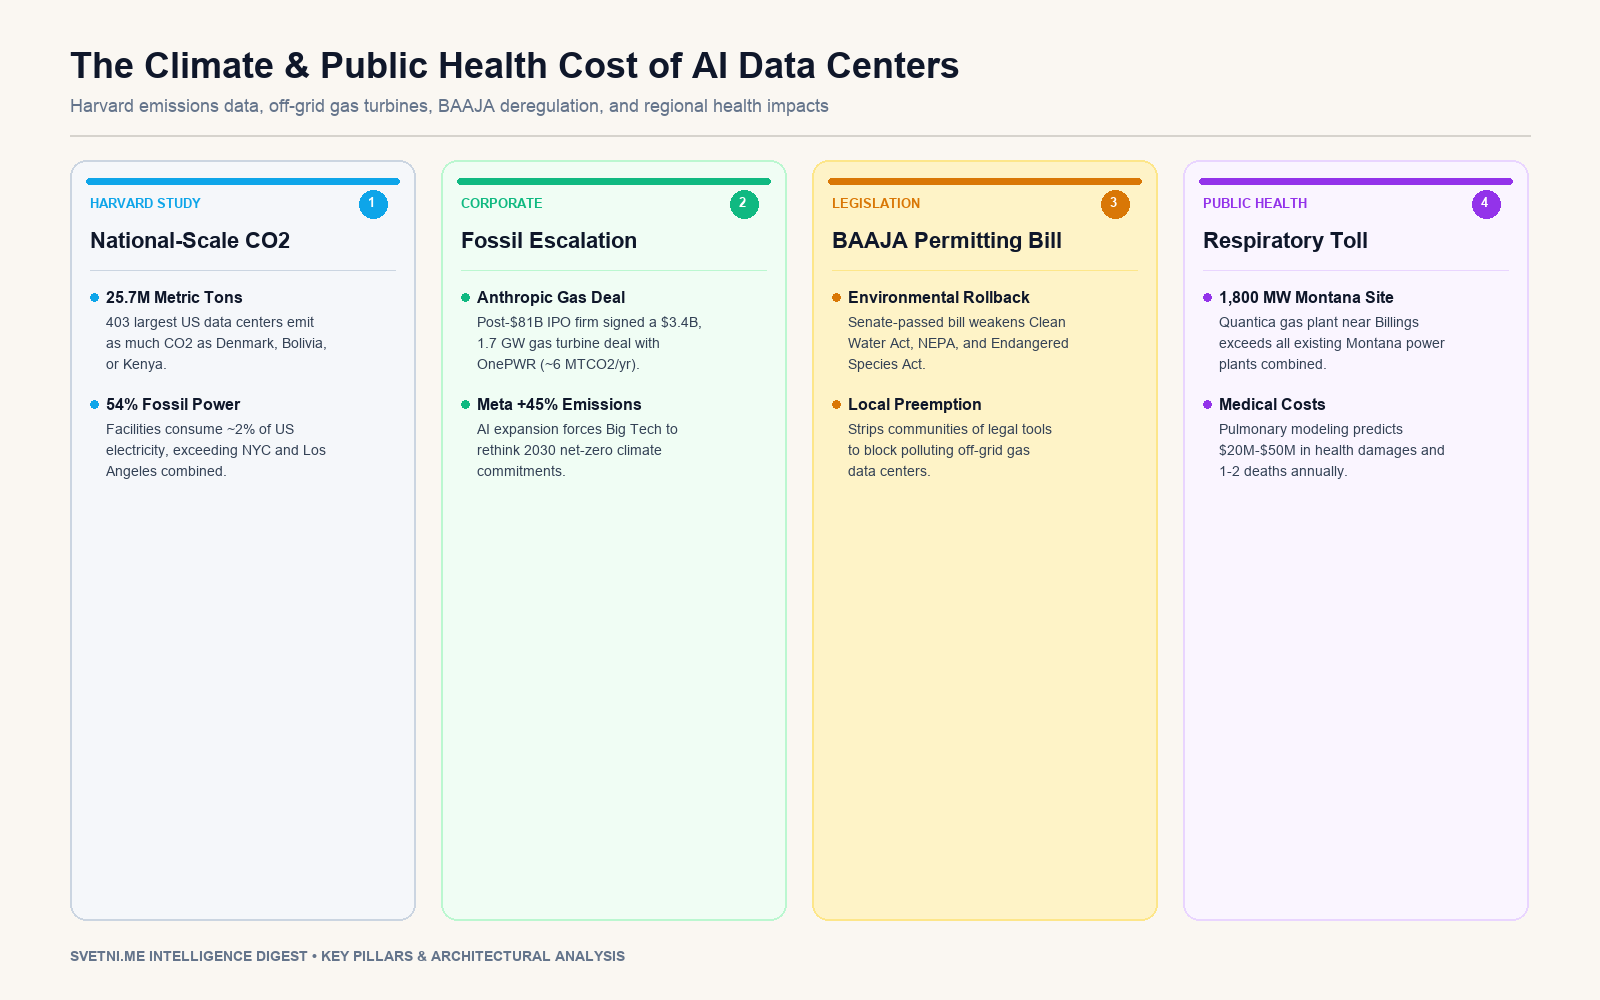 The Climate & Public Health Cost of AI Data Centers
Harvard emissions data, off-grid gas turbines, BAAJA deregulation, and regional health impacts
HARVARD STUDY
1
National-Scale CO2
25.7M Metric Tons
403 largest US data centers emit
as much CO2 as Denmark, Bolivia,
or Kenya.
54% Fossil Power
Facilities consume ~2% of US
electricity, exceeding NYC and Los
Angeles combined.
CORPORATE
2
Fossil Escalation
Anthropic Gas Deal
Post-$81B IPO firm signed a $3.4B,
1.7 GW gas turbine deal with
OnePWR (~6 MTCO2/yr).
Meta +45% Emissions
AI expansion forces Big Tech to
rethink 2030 net-zero climate
commitments.
LEGISLATION
3
BAAJA Permitting Bill
Environmental Rollback
Senate-passed bill weakens Clean
Water Act, NEPA, and Endangered
Species Act.
Local Preemption
Strips communities of legal tools
to block polluting off-grid gas
data centers.
PUBLIC HEALTH
4
Respiratory Toll
1,800 MW Montana Site
Quantica gas plant near Billings
exceeds all existing Montana power
plants combined.
Medical Costs
Pulmonary modeling predicts
$20M-$50M in health damages and
1-2 deaths annually.
SVETNI.ME INTELLIGENCE DIGEST • KEY PILLARS & ARCHITECTURAL ANALYSIS